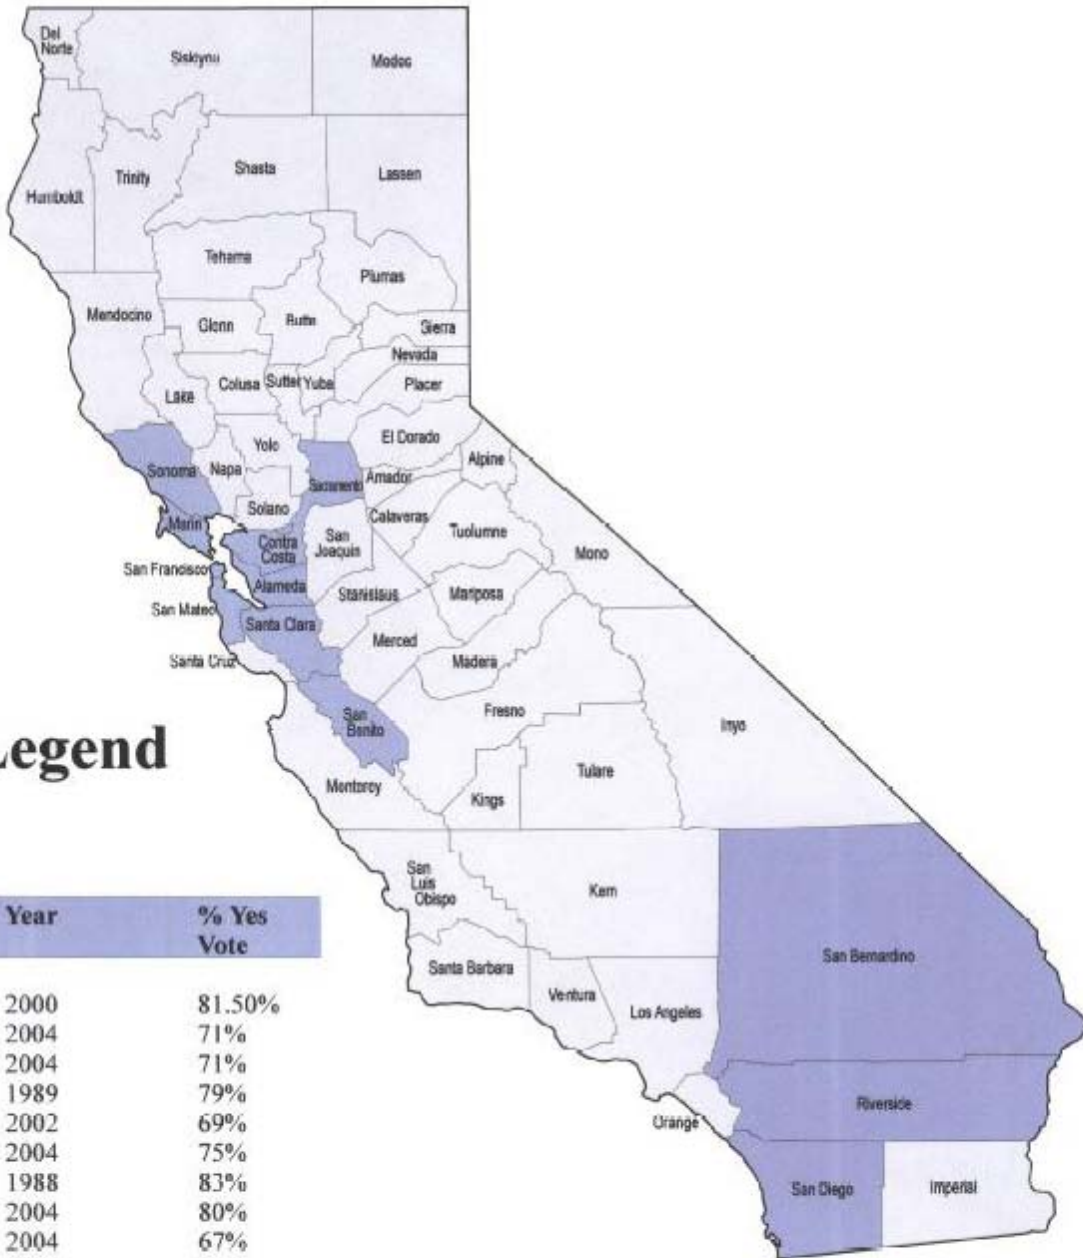 Del
Norte
Siskiyou
Modoc
Humboldt
Trinity
Shasta
Lassen
Tehama
Plumas
Mendocino
Glenn
Butte
Sierra
Nevada
Lake
Colusa
Sutter
Yuba
Placer
Yolo
El Dorado
Sonoma
Napa
Sacramento
Amador
Alpine
Solano
Marin
Calaveras
Tuolumne
Contra
Costa
San
Joaquin
Mono
San Francisco
Alameda
Stanislaus
Mariposa
San Mateo
Santa Clara
Merced
Madera
Santa Cruz
San
Benito
Fresno
Inyo
Legend
Monterey
Kings
Tulare
San
Luis
Obispo
Kern
San Bernardino
Santa Barbara
Ventura
Los Angeles
Orange
Riverside
San Diego
Imperial
Year % Yes
Vote
2000 81.50%
2004 71%
2004 71%
1989 79%
2002 69%
2004 75%
1988 83%
2004 80%
2004 67%